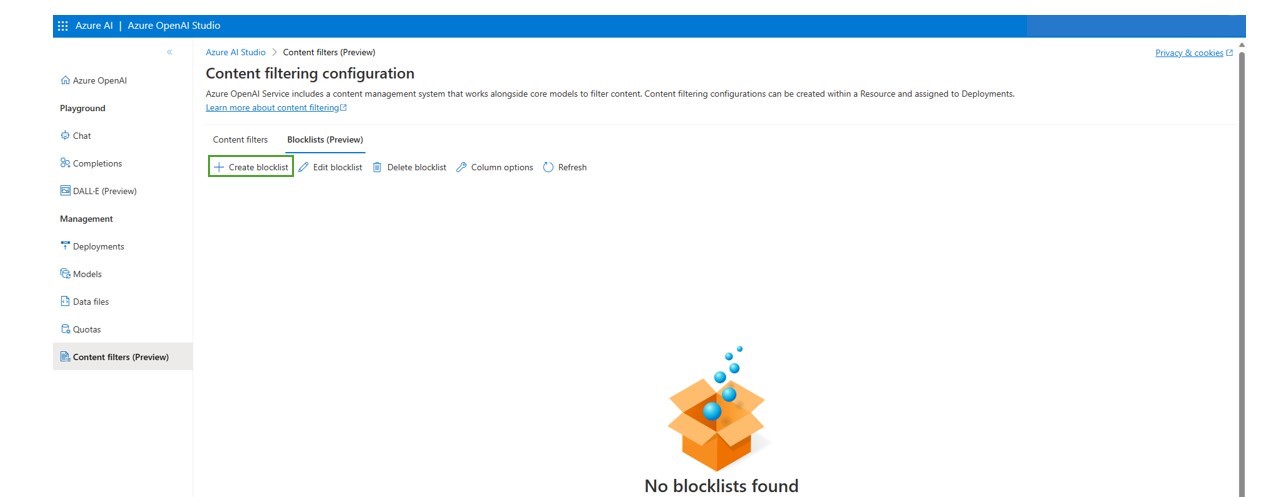 Azure AI | Azure OpenAI Studio
Azure AI Studio > Content filters (Preview)
Privacy & cookies
Content filtering configuration
Azure OpenAI Service includes a content management system that works alongside core models to filter content. Content filtering configurations can be created within a Resource and assigned to Deployments.
Learn more about content filtering
Azure OpenAI
Playground
Chat
Completions
DALL-E (Preview)
Management
Deployments
Models
Data files
Quotas
Content filters (Preview)
Content filters Blocklists (Preview)
Create blocklist Edit blocklist Delete blocklist Column options Refresh
No blocklists found